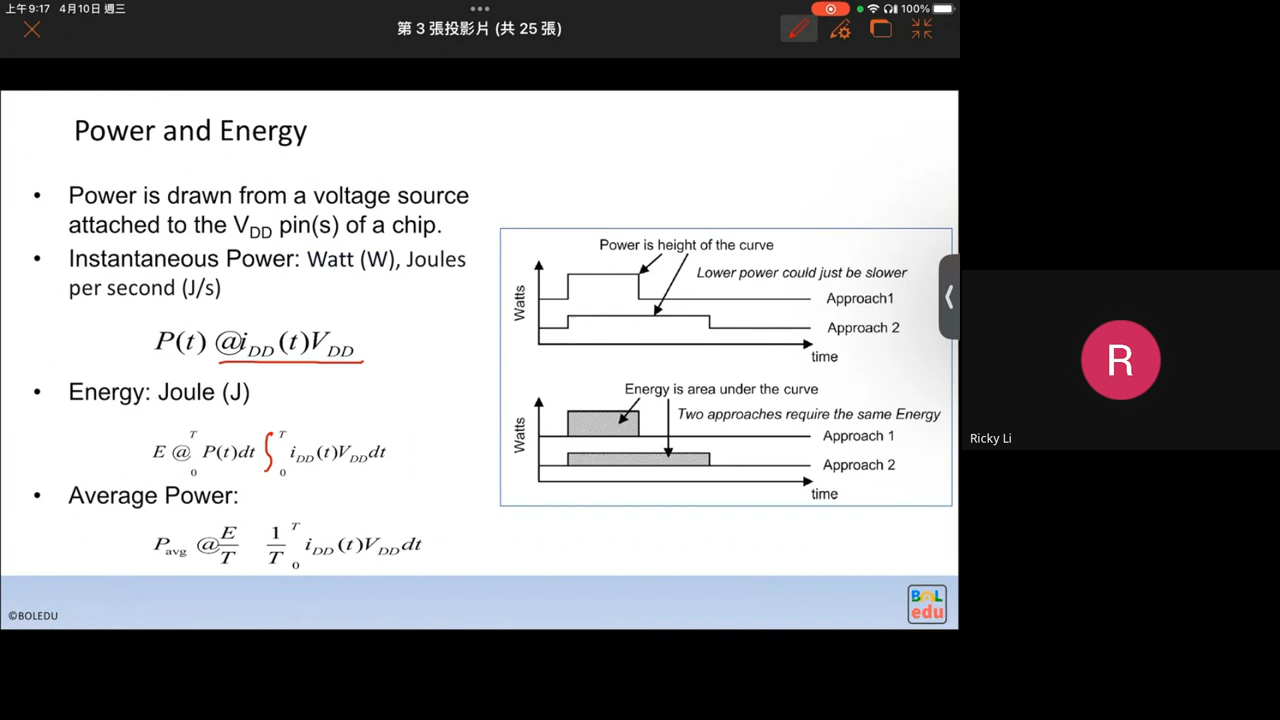 上午9:17 4月10日 週三
100%
第 3 張投影片 (共 25 張)
Power and Energy
• Power is drawn from a voltage source
attached to the VDD pin(s) of a chip.
• Instantaneous Power: Watt (W), Joules
per second (J/s)
P(t) @iDD(t)VDD
• Energy: Joule (J)
E @ T 0 P(t)dt ∫ T 0 iDD(t)VDDdt
• Average Power:
Pavg @ E/T 1/T T 0 iDD(t)VDDdt
Power is height of the curve
Lower power could just be slower
Watts
Approach1
Approach 2
time
Energy is area under the curve
Two approaches require the same Energy
Watts
Approach 1
Approach 2
time
©BOLEDU
BOL
edu
R
Ricky Li